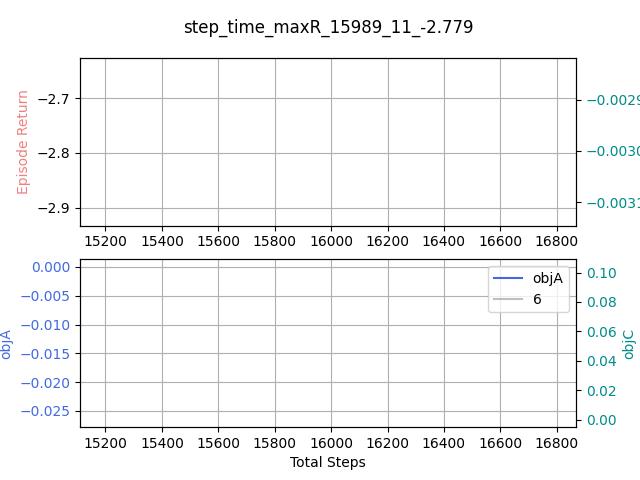 step_time_maxR_15989_11_-2.779
Episode Return
−2.7
−2.8
−2.9
−0.0029
−0.0030
−0.0031
15200 15400 15600 15800 16000 16200 16400 16600 16800
objA
0.000
−0.005
−0.010
−0.015
−0.020
−0.025
objA
6
0.10
0.08
0.06
0.04
0.02
0.00
objC
15200 15400 15600 15800 16000 16200 16400 16600 16800
Total Steps